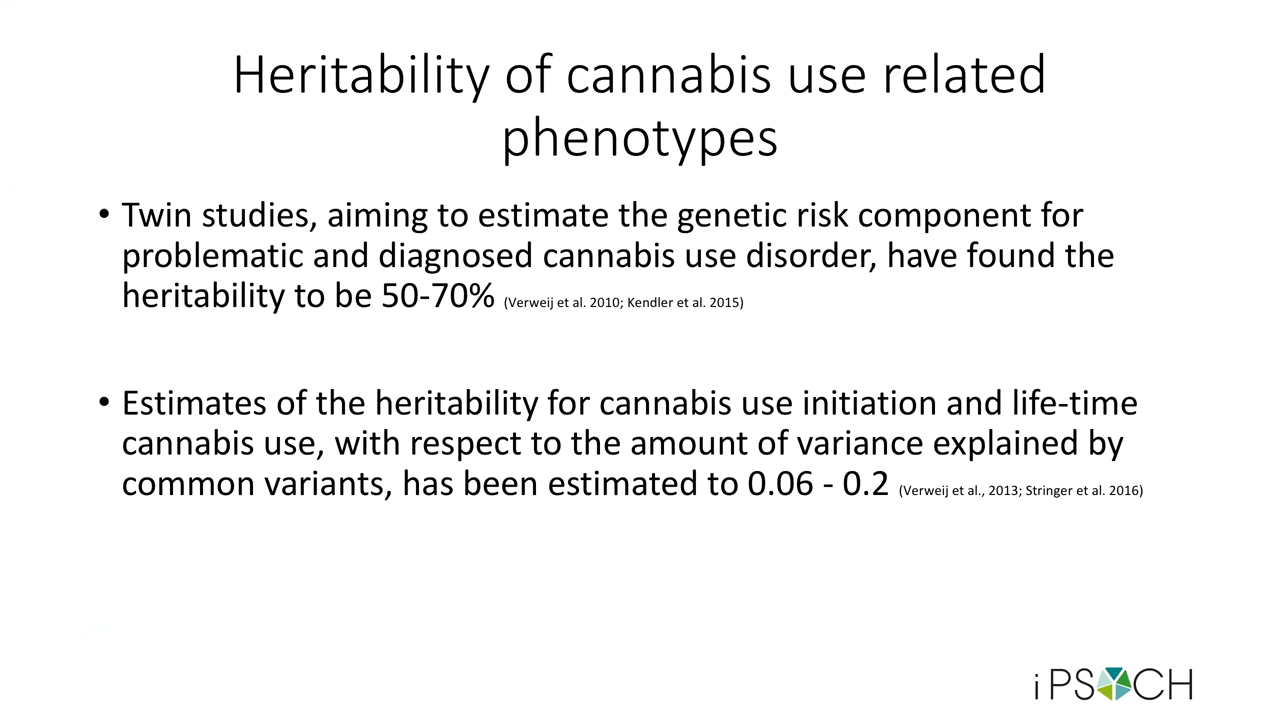 Heritability of cannabis use related
phenotypes
• Twin studies, aiming to estimate the genetic risk component for
problematic and diagnosed cannabis use disorder, have found the
heritability to be 50-70% (Verweij et al. 2010; Kendler et al. 2015)
• Estimates of the heritability for cannabis use initiation and life-time
cannabis use, with respect to the amount of variance explained by
common variants, has been estimated to 0.06 - 0.2 (Verweij et al., 2013; Stringer et al. 2016)
iPSYCH